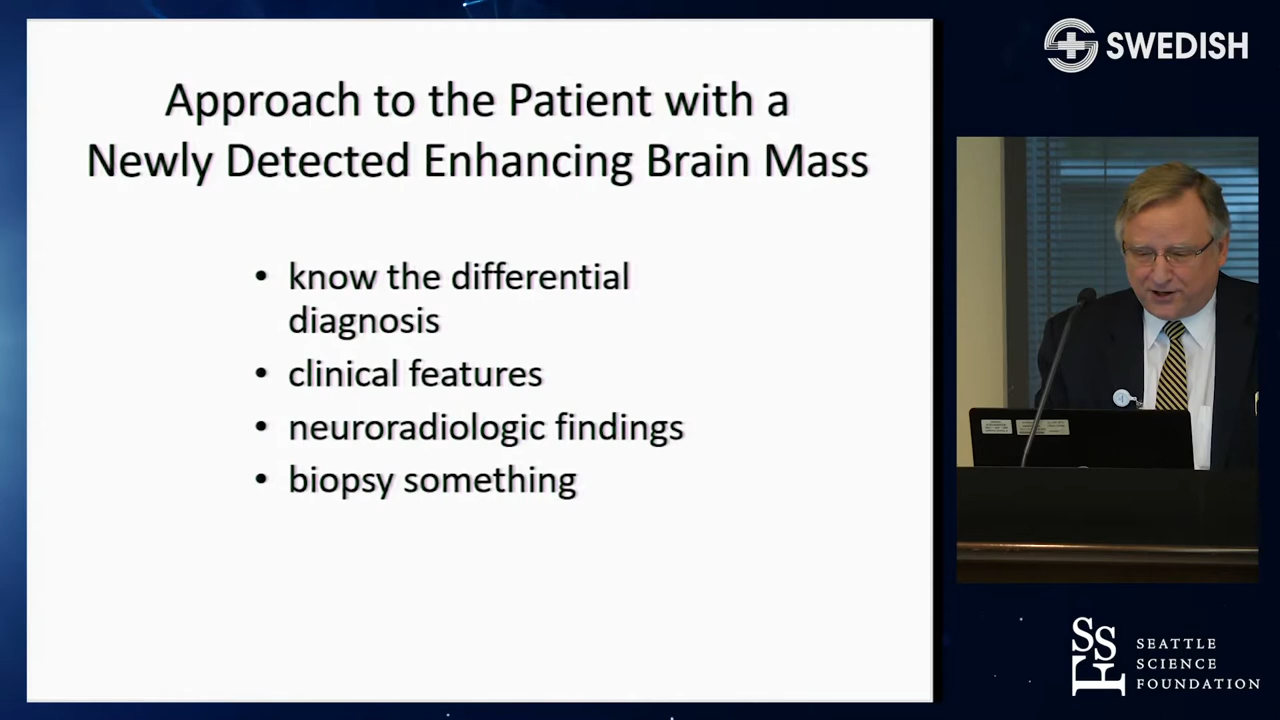 Approach to the Patient with a
Newly Detected Enhancing Brain Mass
• know the differential
diagnosis
• clinical features
• neuroradiologic findings
• biopsy something
SWEDISH
SSF
SEATTLE
SCIENCE
FOUNDATION